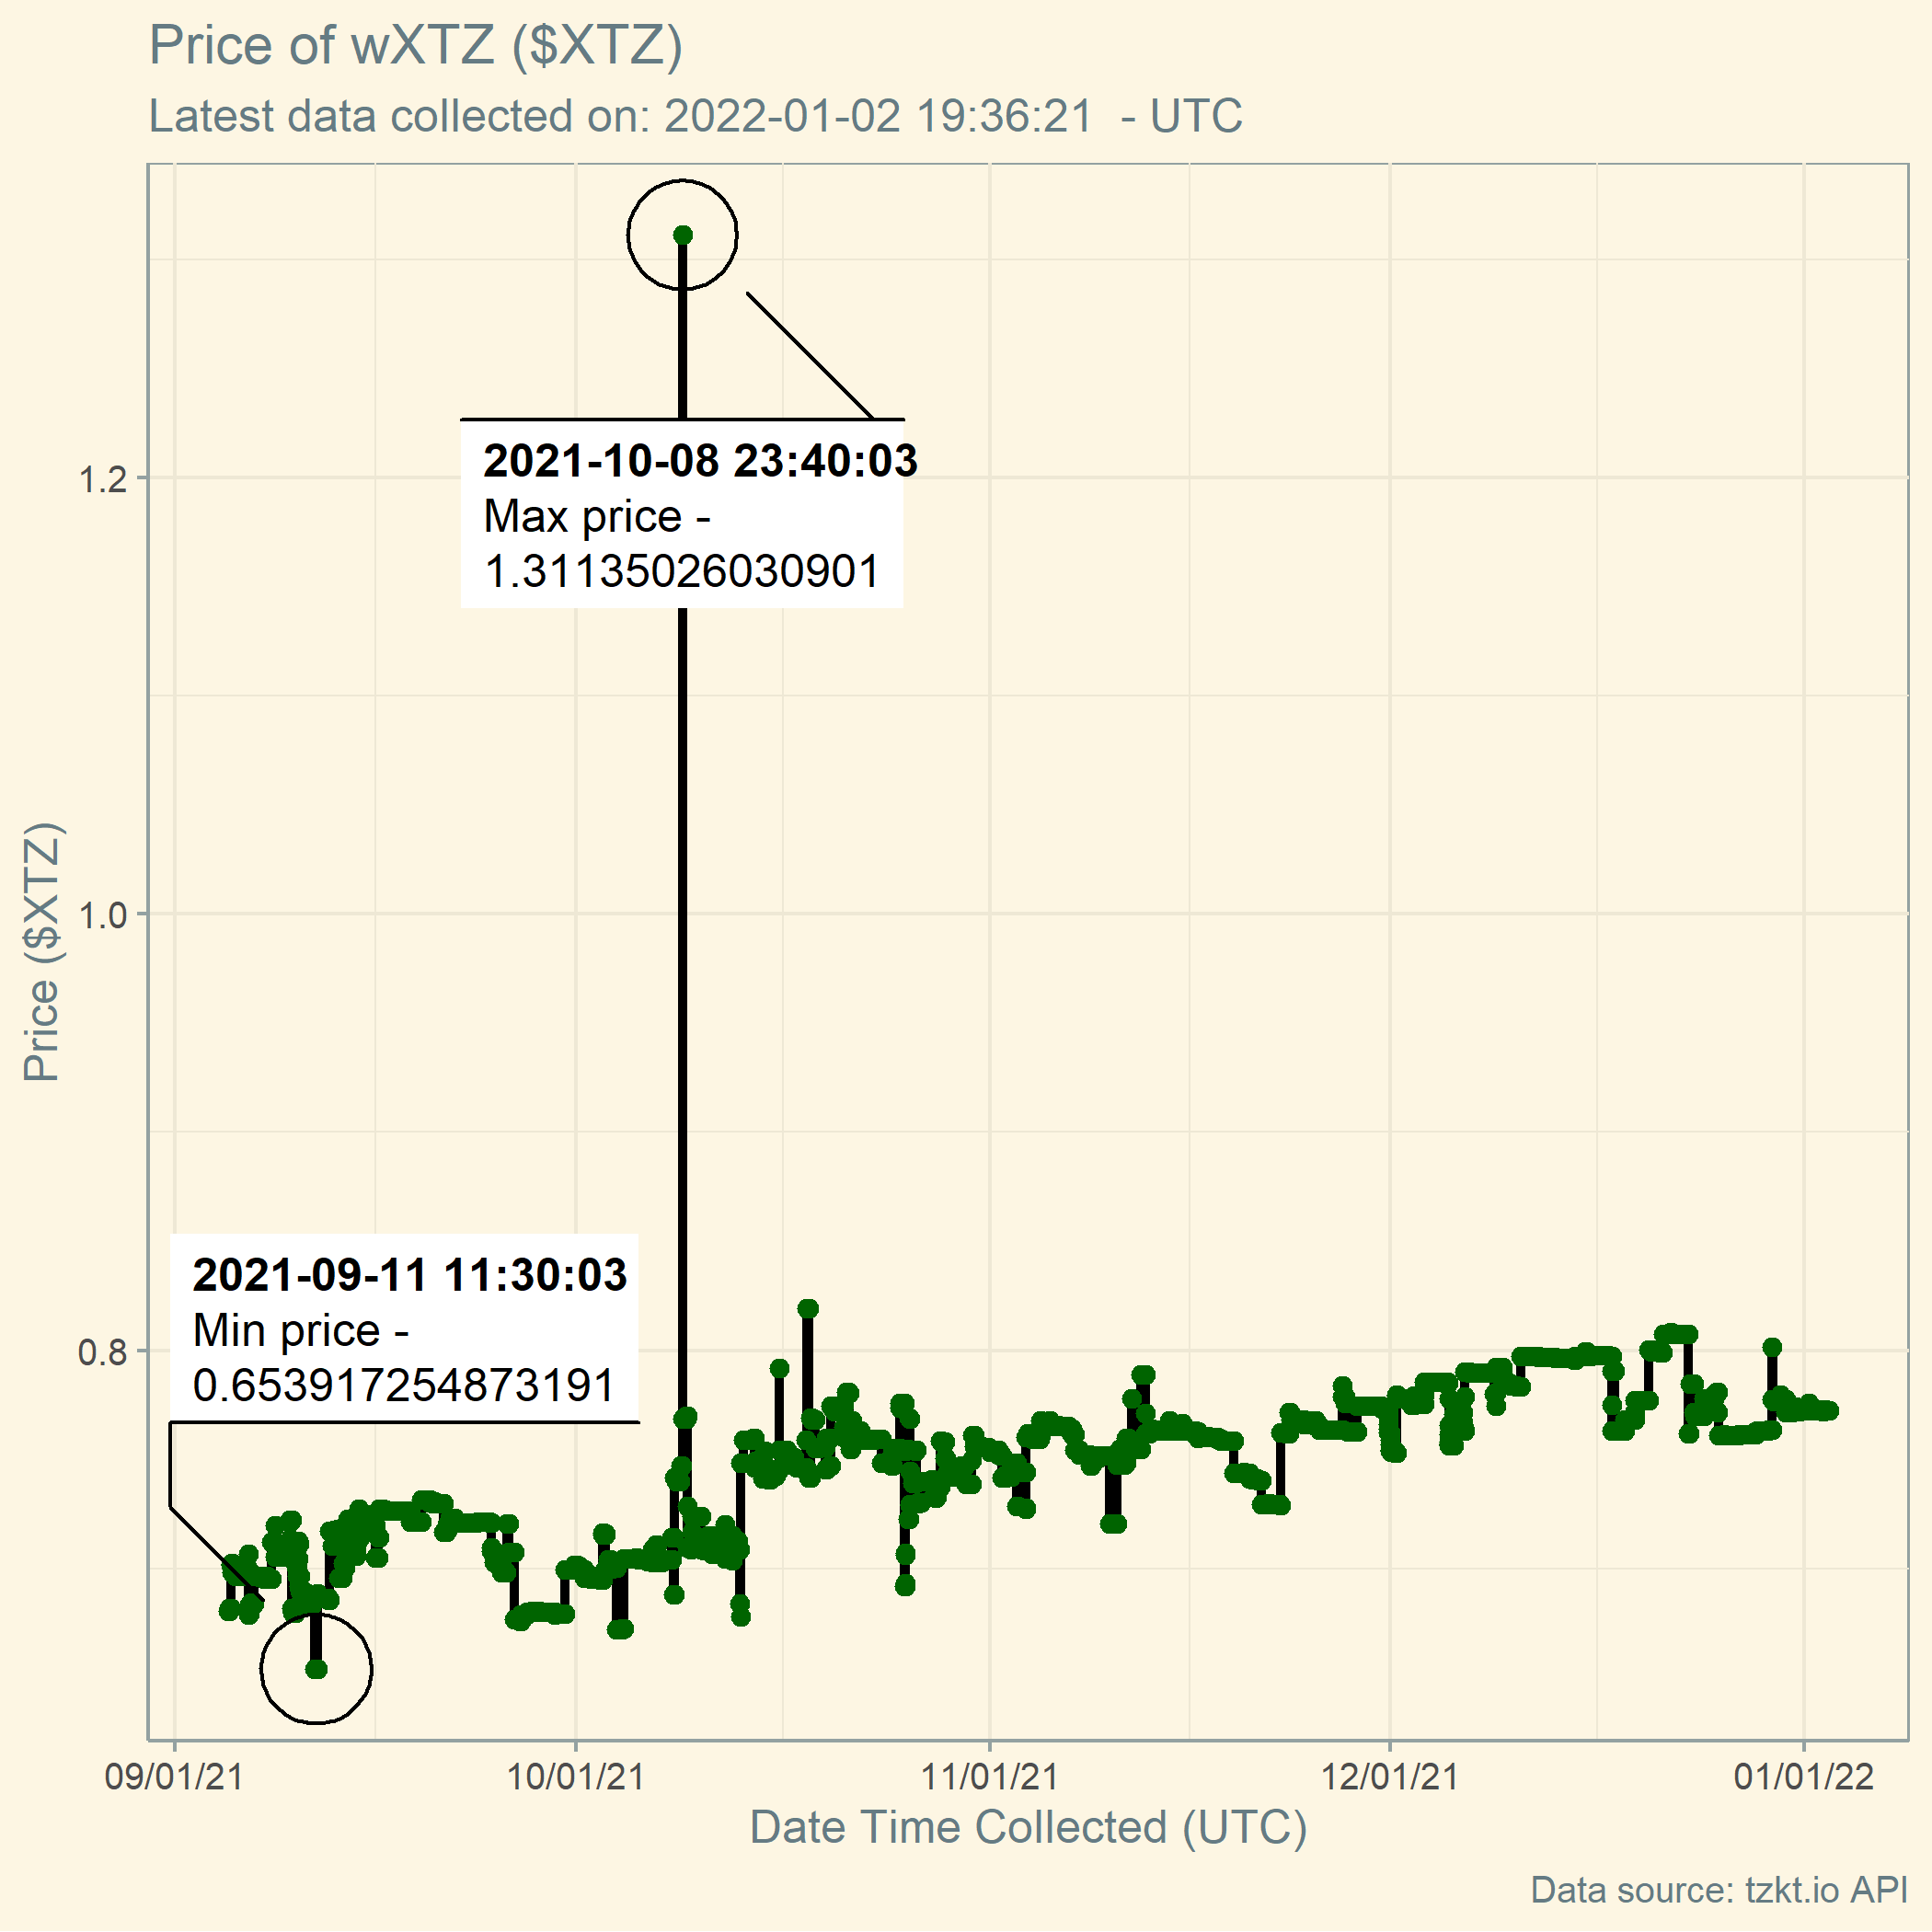 Price of wXTZ ($XTZ)
Latest data collected on: 2022-01-02 19:36:21  - UTC
2021-10-08 23:40:03
Max price -
1.31135026030901
1.2
1.0
0.8
Price ($XTZ)
2021-09-11 11:30:03
Min price -
0.653917254873191
09/01/21
10/01/21
11/01/21
12/01/21
01/01/22
Date Time Collected (UTC)
Data source: tzkt.io API